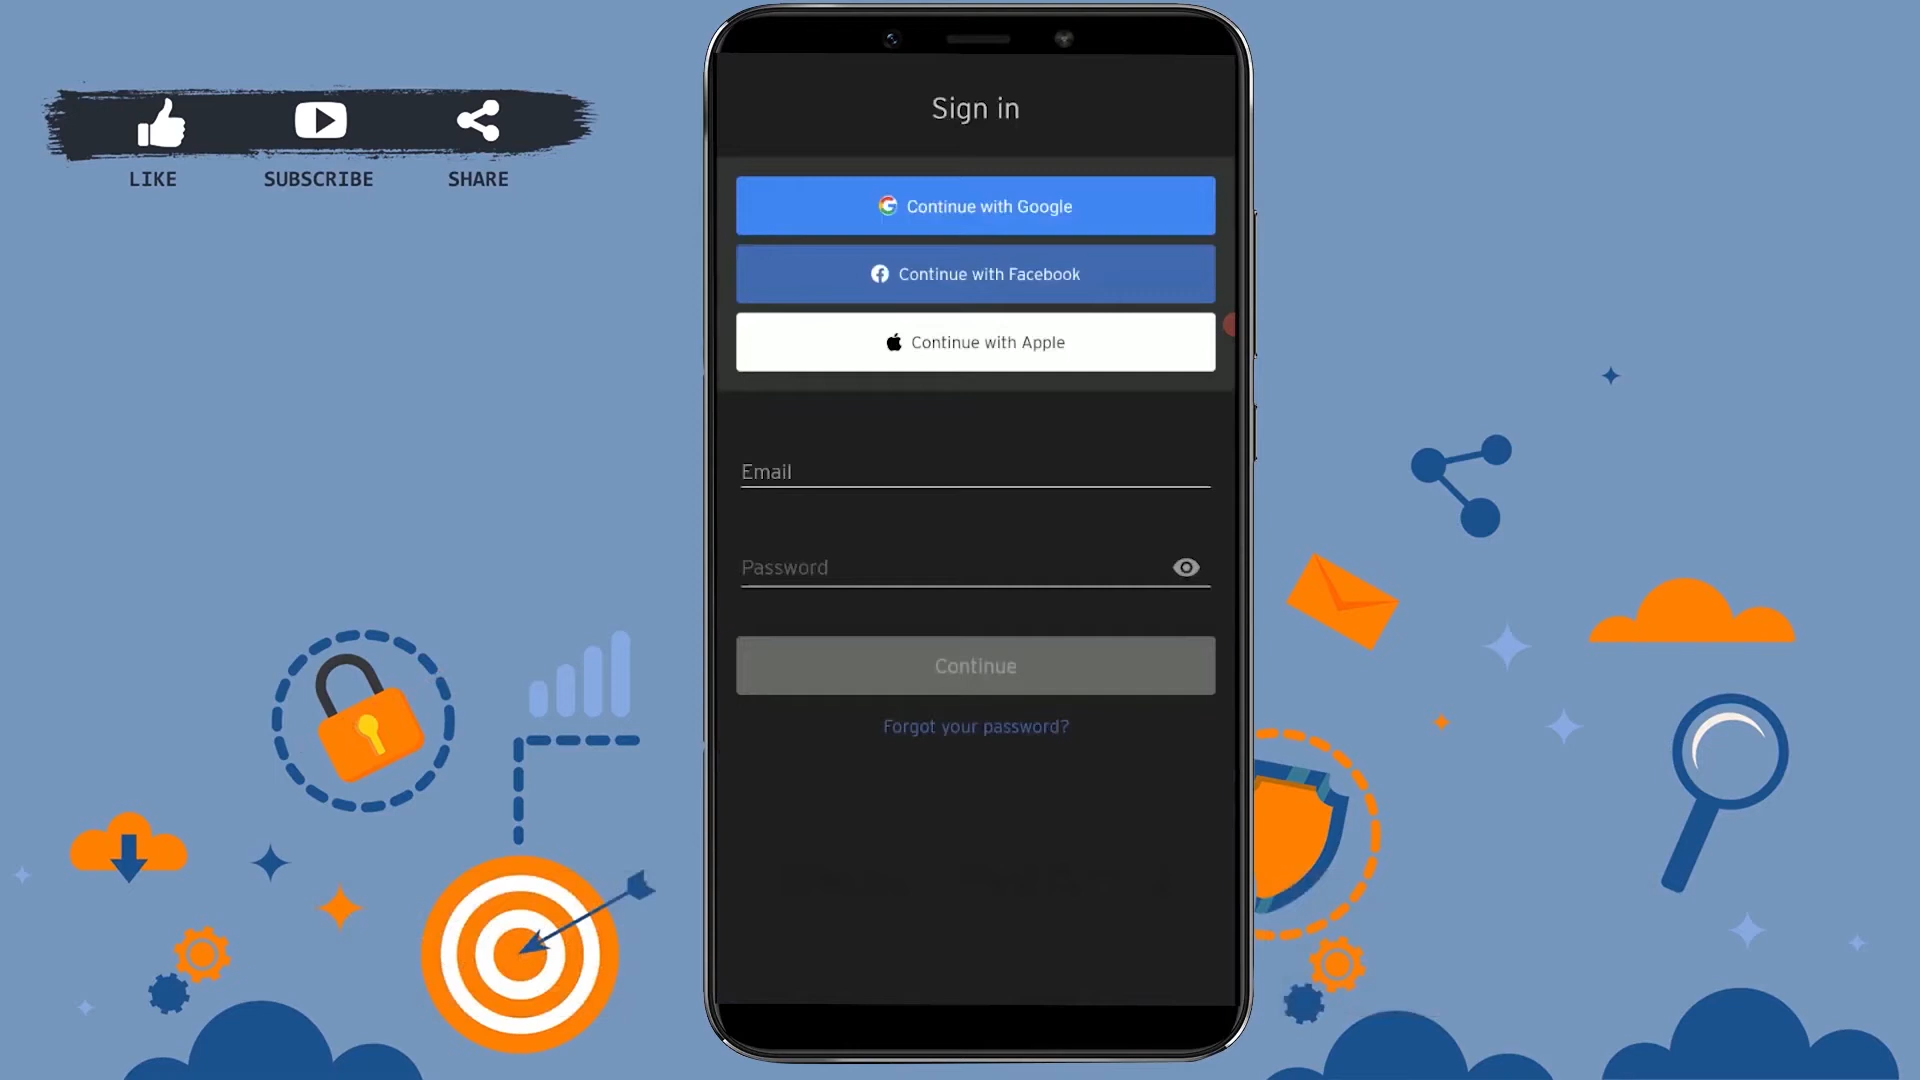 LIKE
SUBSCRIBE
SHARE
Sign in
Continue with Google
Continue with Facebook
Continue with Apple
Email
Password
Continue
Forgot your password?